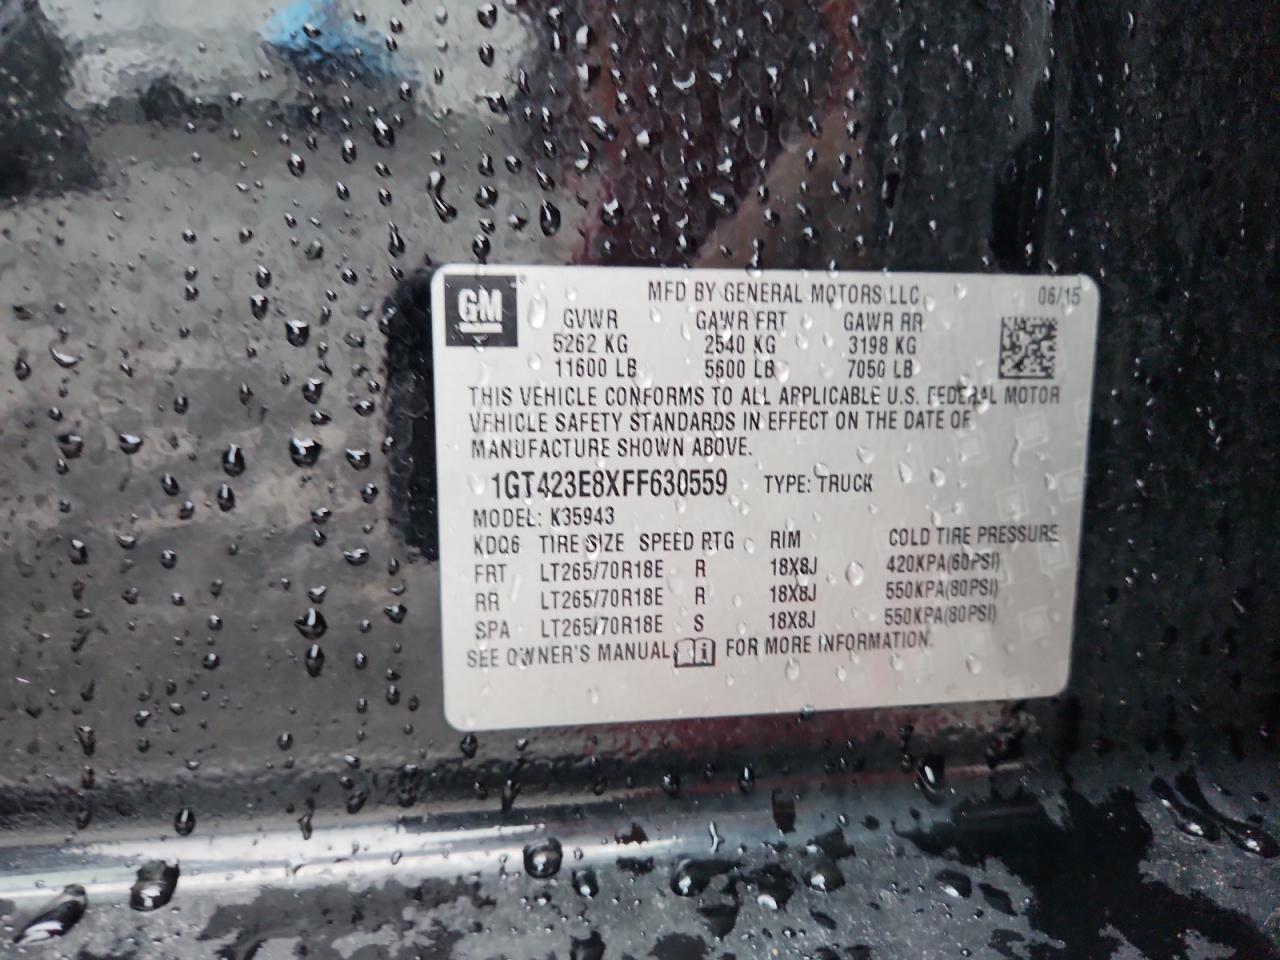 GM
MFD BY GENERAL MOTORS LLC 06/15
GVWR GAWR FRT GAWR RR
5262 KG 2540 KG 3198 KG
11600 LB 5600 LB 7050 LB
THIS VEHICLE CONFORMS TO ALL APPLICABLE U.S. FEDERAL MOTOR
VEHICLE SAFETY STANDARDS IN EFFECT ON THE DATE OF
MANUFACTURE SHOWN ABOVE.
1GT423E8XFF630559 TYPE: TRUCK
MODEL: K35943
KDQ6 TIRE SIZE SPEED RTG RIM COLD TIRE PRESSURE
FRT LT265/70R18E R 18X8J 420KPA(60PSI)
RR LT265/70R18E R 18X8J 550KPA(80PSI)
SPA LT265/70R18E S 18X8J 550KPA(80PSI)
SEE OWNER'S MANUAL FOR MORE INFORMATION.